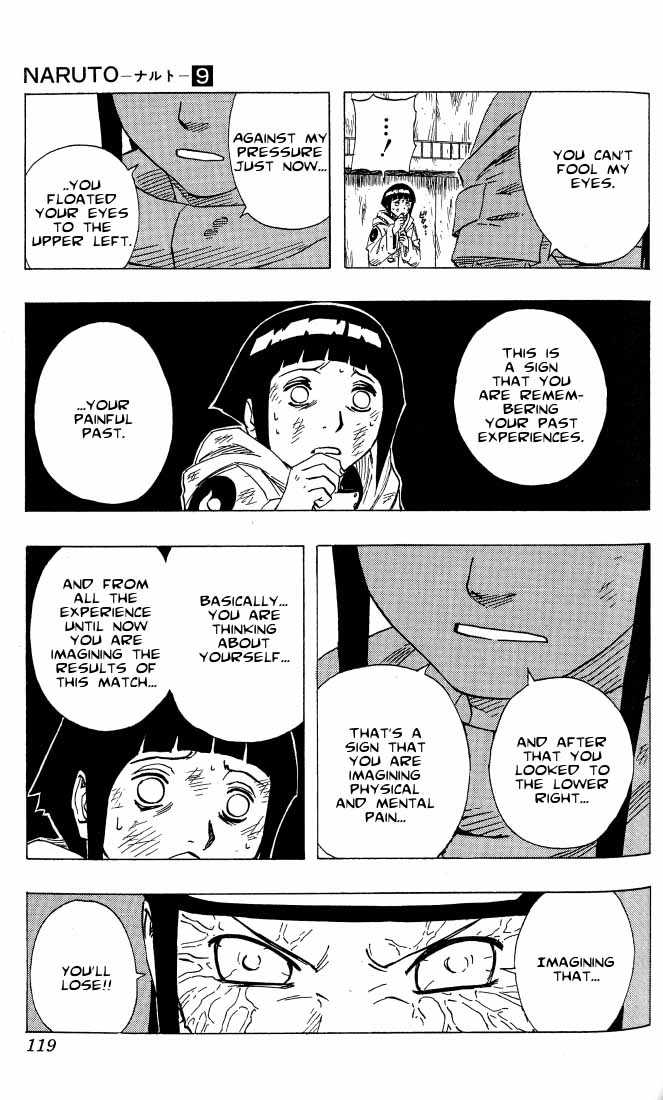 NARUTO—ナルト—9
YOU CAN'T
FOOL MY
EYES.
…!
AGAINST MY
PRESSURE
JUST NOW...
..YOU
FLOATED
YOUR EYES
TO THE
UPPER LEFT.
THIS IS
A SIGN
THAT YOU
ARE REMEM-
BERING
YOUR PAST
EXPERIENCES.
...YOUR
PAINFUL
PAST.
AND AFTER
THAT YOU
LOOKED TO
THE LOWER
RIGHT...
THAT'S A
SIGN THAT
YOU ARE
IMAGINING
PHYSICAL
AND MENTAL
PAIN...
BASICALLY...
YOU ARE
THINKING
ABOUT
YOURSELF...
AND FROM
ALL THE
EXPERIENCE
UNTIL NOW
YOU ARE
IMAGINING THE
RESULTS OF
THIS MATCH...
IMAGINING
THAT...
YOU'LL
LOSE!!
119